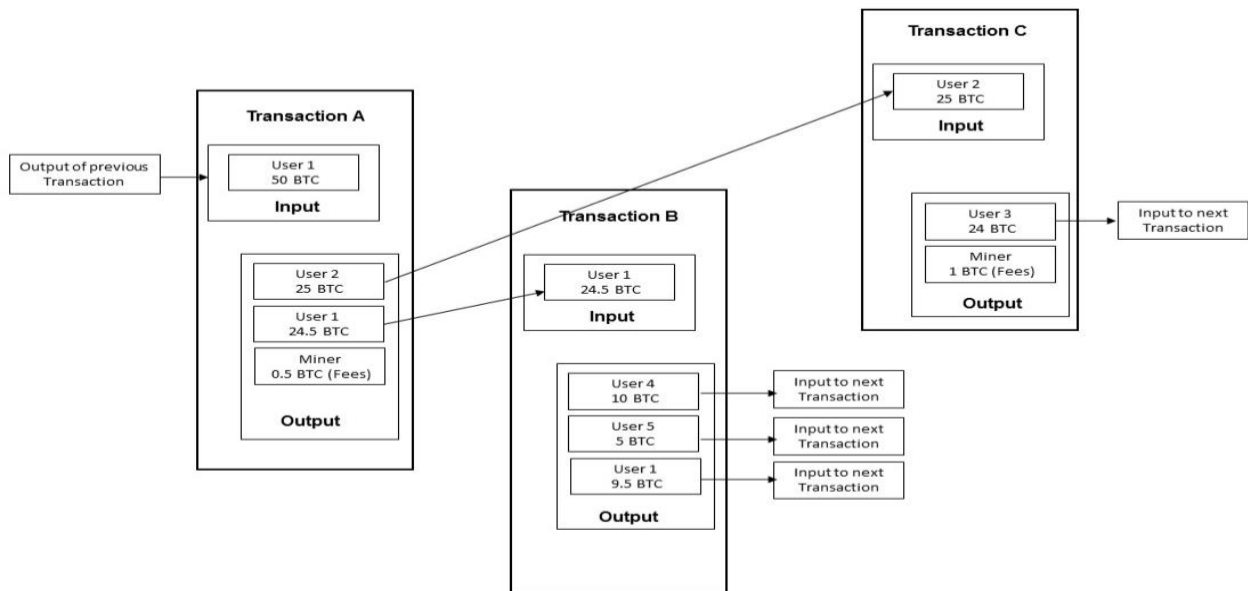 Output of previous
Transaction
Transaction A
User 1
50 BTC
Input
User 2
25 BTC
User 1
24.5 BTC
Miner
0.5 BTC (Fees)
Output
Transaction B
User 1
24.5 BTC
Input
User 4
10 BTC
User 5
5 BTC
User 1
9.5 BTC
Output
Input to next
Transaction
Input to next
Transaction
Input to next
Transaction
Transaction C
User 2
25 BTC
Input
User 3
24 BTC
Miner
1 BTC (Fees)
Output
Input to next
Transaction